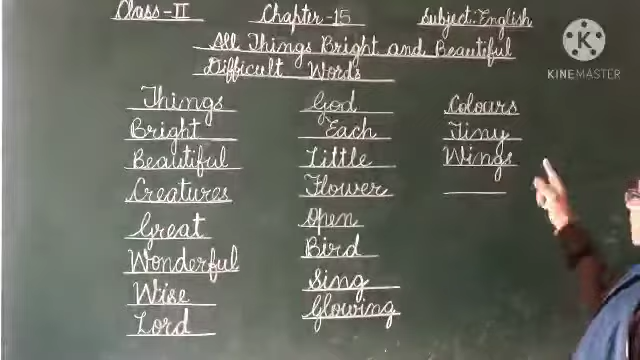 Class-II Chapter-15 Subject:English
All Things Bright and Beautiful
Difficult Words
Things
Bright
Beautiful
Creatures
Great
Wonderful
Wise
Lord
God
Each
Little
Flower
Open
Bird
Sing
Glowing
Colours
Tiny
Wings
KINEMASTER